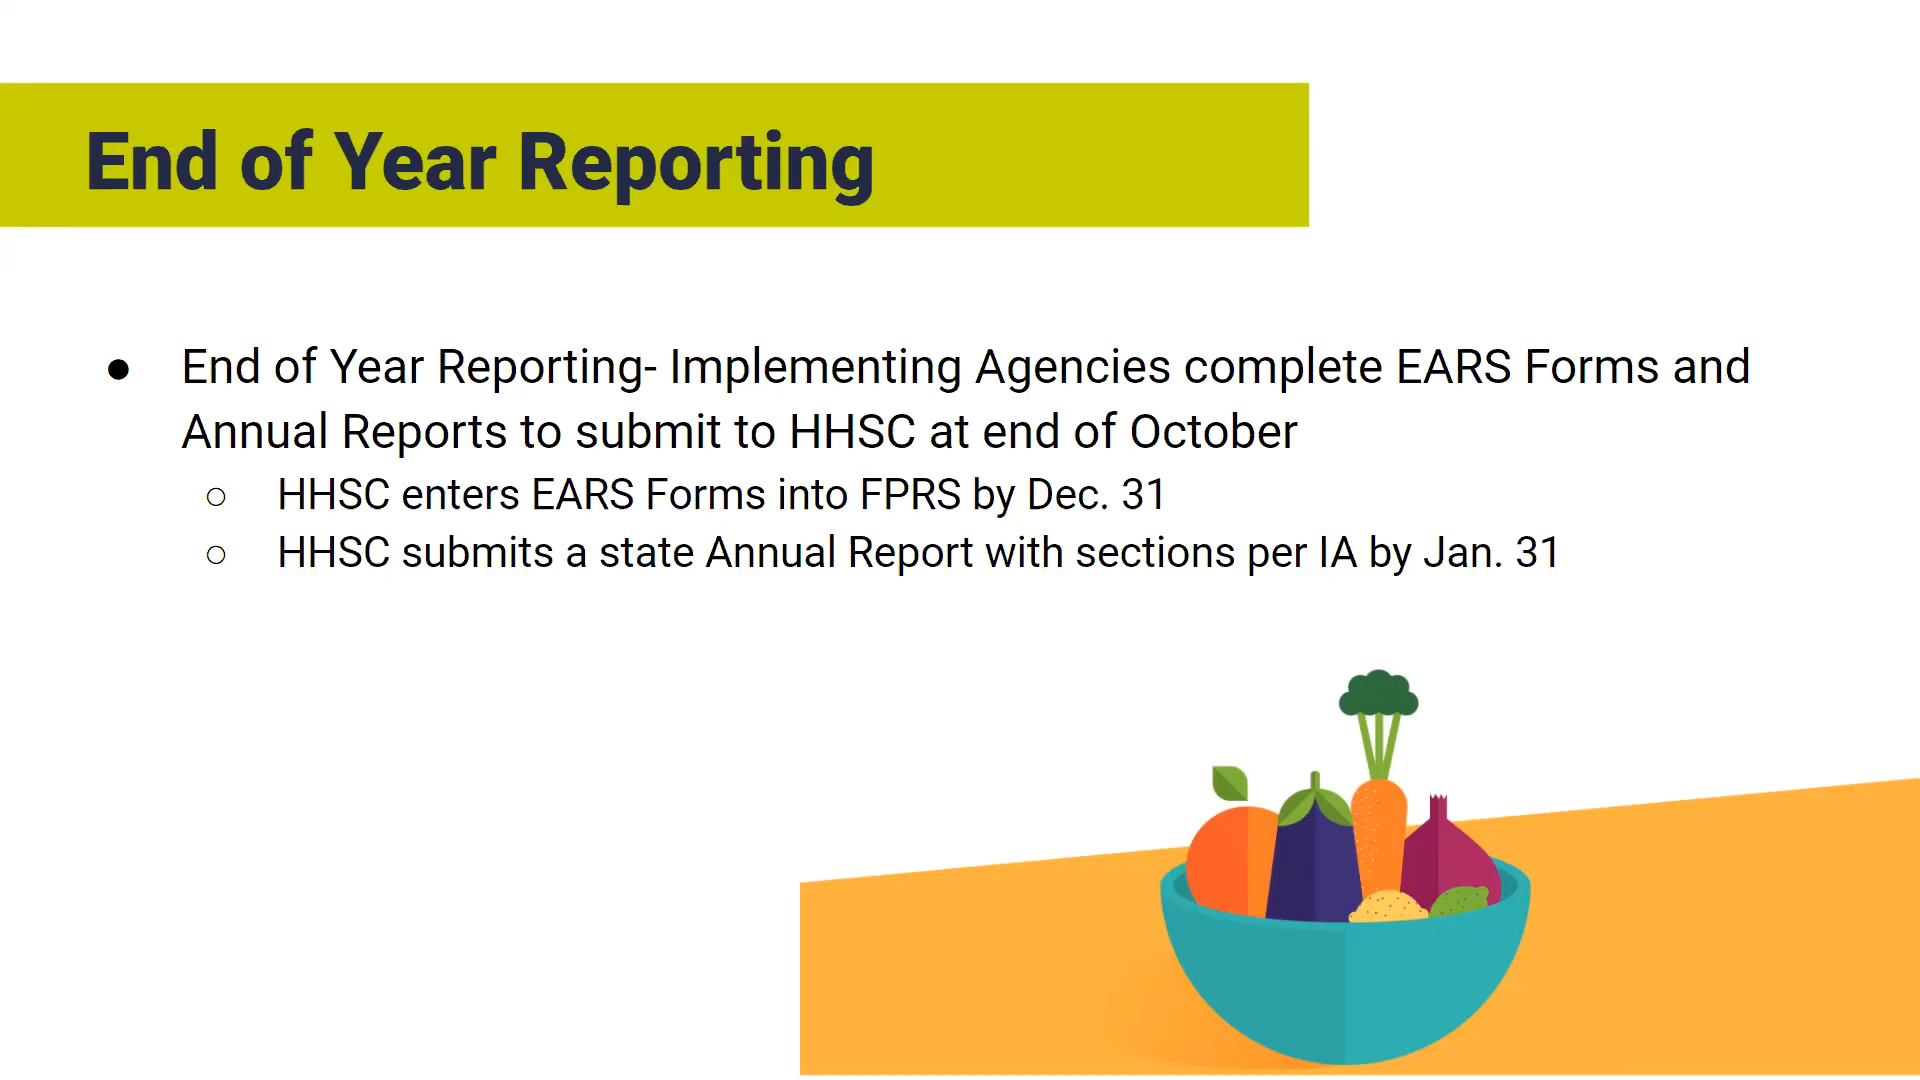 End of Year Reporting
● End of Year Reporting- Implementing Agencies complete EARS Forms and
Annual Reports to submit to HHSC at end of October
○ HHSC enters EARS Forms into FPRS by Dec. 31
○ HHSC submits a state Annual Report with sections per IA by Jan. 31